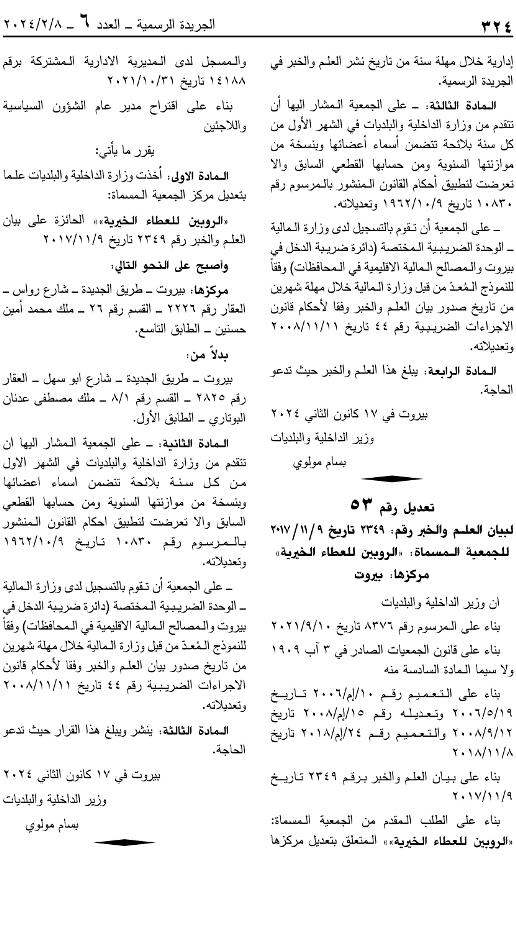 ٣٢٤
الجريدة الرسمية ــ العدد ٦ ــ ٢٠٢٤/٢/٨
إدارية خلال مهلة سنة من تاريخ نشر العلم والخبر في
الجريدة الرسمية.
المادة الثالثة: ــ على الجمعية المشار اليها أن
تتقدم من وزارة الداخلية والبلديات في الشهر الأول من
كل سنة بلائحة تتضمن أسماء أعضائها وبنسخة من
موازنتها السنوية ومن حسابها القطعي السابق والا
تعرضت لتطبيق أحكام القانون المنشور بالمرسوم رقم
١٠٨٣٠ تاريخ ١٩٦٢/١٠/٩ وتعديلاته.
ــ على الجمعية أن تقوم بالتسجيل لدى وزارة المالية
ــ الوحدة الضريبية المختصة (دائرة ضريبة الدخل في
بيروت والمصالح المالية الاقليمية في المحافظات) وفقاً
للنموذج المُعدّ من قبل وزارة المالية خلال مهلة شهرين
من تاريخ صدور بيان العلم والخبر وفقا لأحكام قانون
الاجراءات الضريبية رقم ٤٤ تاريخ ٢٠٠٨/١١/١١
وتعديلاته.
المادة الرابعة: يبلغ هذا العلم والخبر حيث تدعو
الحاجة.
بيروت في ١٧ كانون الثاني ٢٠٢٤
وزير الداخلية والبلديات
بسام مولوي
تعديل رقم ٥٣
لبيان العلم والخبر رقم: ٢٣٤٩ تاريخ ٢٠١٧/١١/٩
للجمعية المسماة: «الروبين للعطاء الخيرية»
مركزها: بيروت
ان وزير الداخلية والبلديات
بناء على المرسوم رقم ٨٣٧٦ تاريخ ٢٠٢١/٩/١٠
بناء على قانون الجمعيات الصادر في ٣ آب ١٩٠٩
ولا سيما المادة السادسة منه
بناء على التعميم رقم ١٠/إم/٢٠٠٦ تاريخ
٢٠٠٦/٥/١٩ وتعديله رقم ١٥/إم/٢٠٠٨ تاريخ
٢٠٠٨/٩/١٢ والتعميم رقم ٢٤/إم/٢٠١٨ تاريخ
٢٠١٨/١١/٨
بناء على بيان العلم والخبر برقم ٢٣٤٩ تاريخ
٢٠١٧/١١/٩
بناء على الطلب المقدم من الجمعية المسماة:
«الروبين للعطاء الخيرية»» المتعلق بتعديل مركزها
والمسجل لدى المديرية الادارية المشتركة برقم
١٤١٨٨ تاريخ ٢٠٢١/١٠/٣١
بناء على اقتراح مدير عام الشؤون السياسية
واللاجئين
يقرر ما يأتي:
المادة الاولى: أخذت وزارة الداخلية والبلديات علما
بتعديل مركز الجمعية المسماة:
«الروبين للعطاء الخيرية»» الحائزة على بيان
العلم والخبر رقم ٢٣٤٩ تاريخ ٢٠١٧/١١/٩
وأصبح على النحو التالي:
مركزها: بيروت ــ طريق الجديدة ــ شارع رواس ــ
العقار رقم ٢٢٢٦ ــ القسم رقم ٢٦ ــ ملك محمد أمين
حسنين ــ الطابق التاسع.
بدلاً من:
بيروت ــ طريق الجديدة ــ شارع ابو سهل ــ العقار
رقم ٢٨٢٥ ــ القسم رقم ٨/١ ــ ملك مصطفى عدنان
البوتاري ــ الطابق الأول.
المادة الثانية: ــ على الجمعية المشار اليها ان
تتقدم من وزارة الداخلية والبلديات في الشهر الاول
من كل سنة بلائحة تتضمن اسماء اعضائها
وبنسخة من موازنتها السنوية ومن حسابها القطعي
السابق والا تعرضت لتطبيق احكام القانون المنشور
بالمرسوم رقم ١٠٨٣٠ تاريخ ١٩٦٢/١٠/٩
وتعديلاته.
ــ على الجمعية أن تقوم بالتسجيل لدى وزارة المالية
ــ الوحدة الضريبية المختصة (دائرة ضريبة الدخل في
بيروت والمصالح المالية الاقليمية في المحافظات) وفقاً
للنموذج المُعدّ من قبل وزارة المالية خلال مهلة شهرين
من تاريخ صدور بيان العلم والخبر وفقا لأحكام قانون
الاجراءات الضريبية رقم ٤٤ تاريخ ٢٠٠٨/١١/١١
وتعديلاته.
المادة الثالثة: ينشر ويبلغ هذا القرار حيث تدعو
الحاجة.
بيروت في ١٧ كانون الثاني ٢٠٢٤
وزير الداخلية والبلديات
بسام مولوي